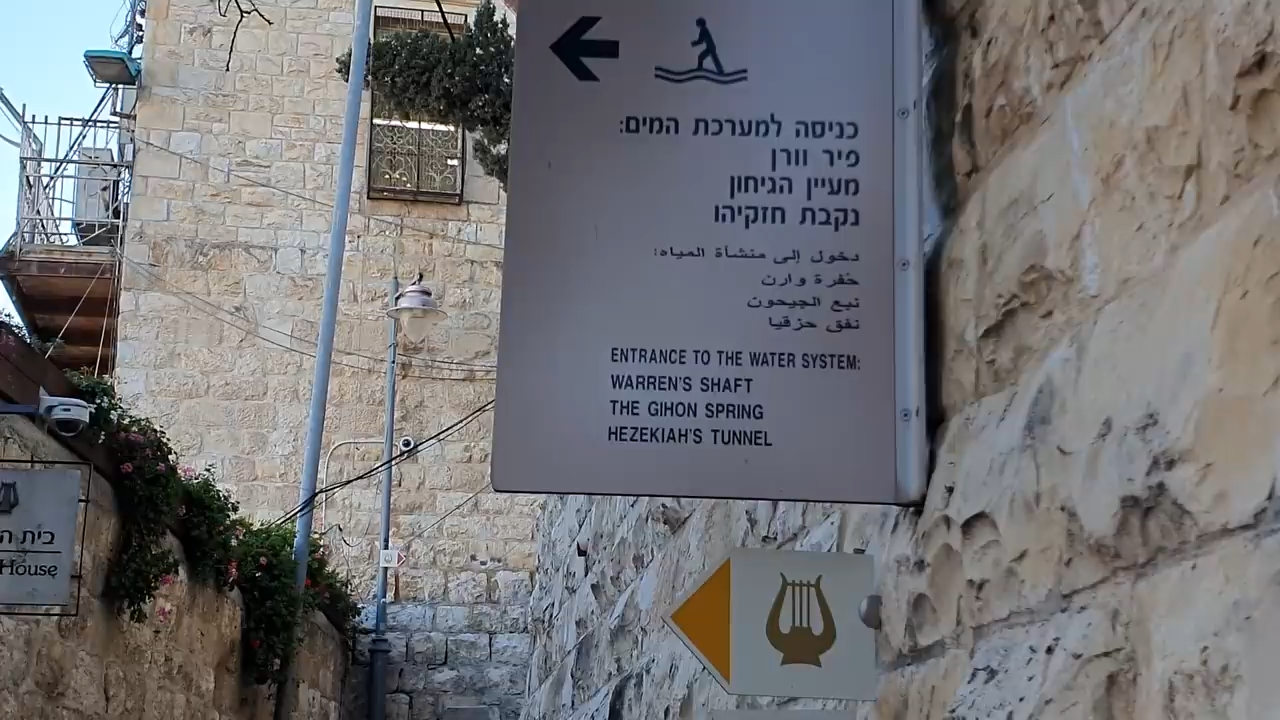 כניסה למערכת המים:
פיר וורן
מעיין הגיחון
נקבת חזקיהו
دخول إلى منشأة المياه:
حفرة وارن
نبع الجيحون
نفق حزقيا
ENTRANCE TO THE WATER SYSTEM:
WARREN'S SHAFT
THE GIHON SPRING
HEZEKIAH'S TUNNEL
בית
House